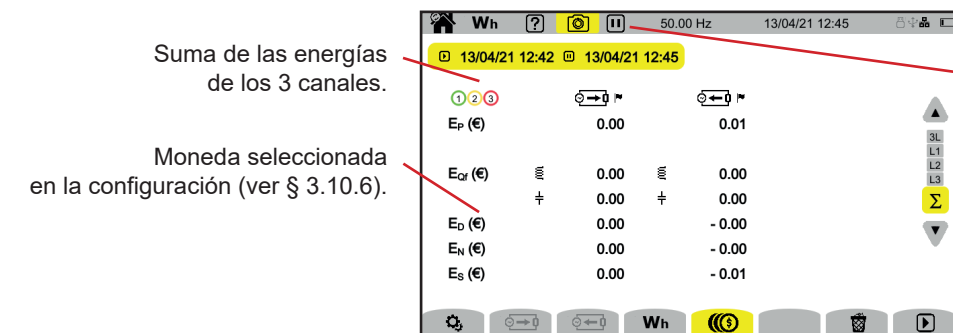 Wh ? 50.00 Hz 13/04/21 12:45
13/04/21 12:42 13/04/21 12:45
Suma de las energías
de los 3 canales.
1 2 3
EP (€) 0.00 0.01
Moneda seleccionada
en la configuración (ver § 3.10.6).
EQf (€) 0.00 0.00
0.00 0.00
ED (€) 0.00 - 0.00
EN (€) 0.00 - 0.00
ES (€) 0.00 - 0.01
3L
L1
L2
L3
Σ
Wh $